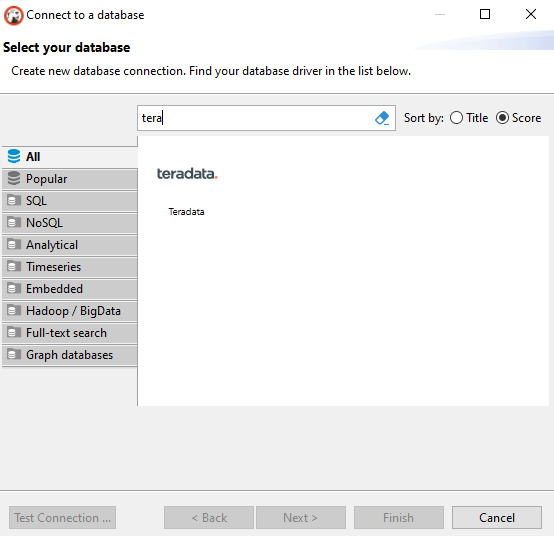 Connect to a database
Select your database
Create new database connection. Find your database driver in the list below.
tera
Sort by: Title Score
All
Popular
SQL
NoSQL
Analytical
Timeseries
Embedded
Hadoop / BigData
Full-text search
Graph databases
teradata.
Teradata
Test Connection ...
< Back
Next >
Finish
Cancel